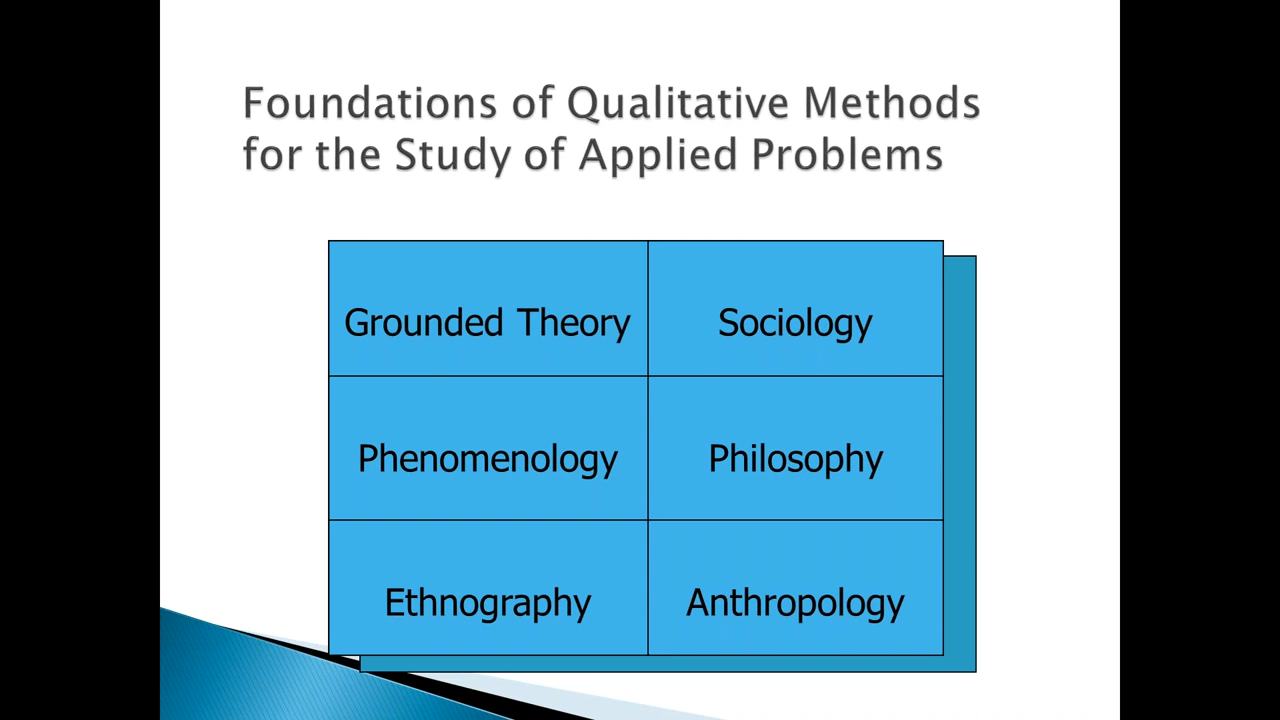 Foundations of Qualitative Methods
for the Study of Applied Problems
Grounded Theory
Sociology
Phenomenology
Philosophy
Ethnography
Anthropology